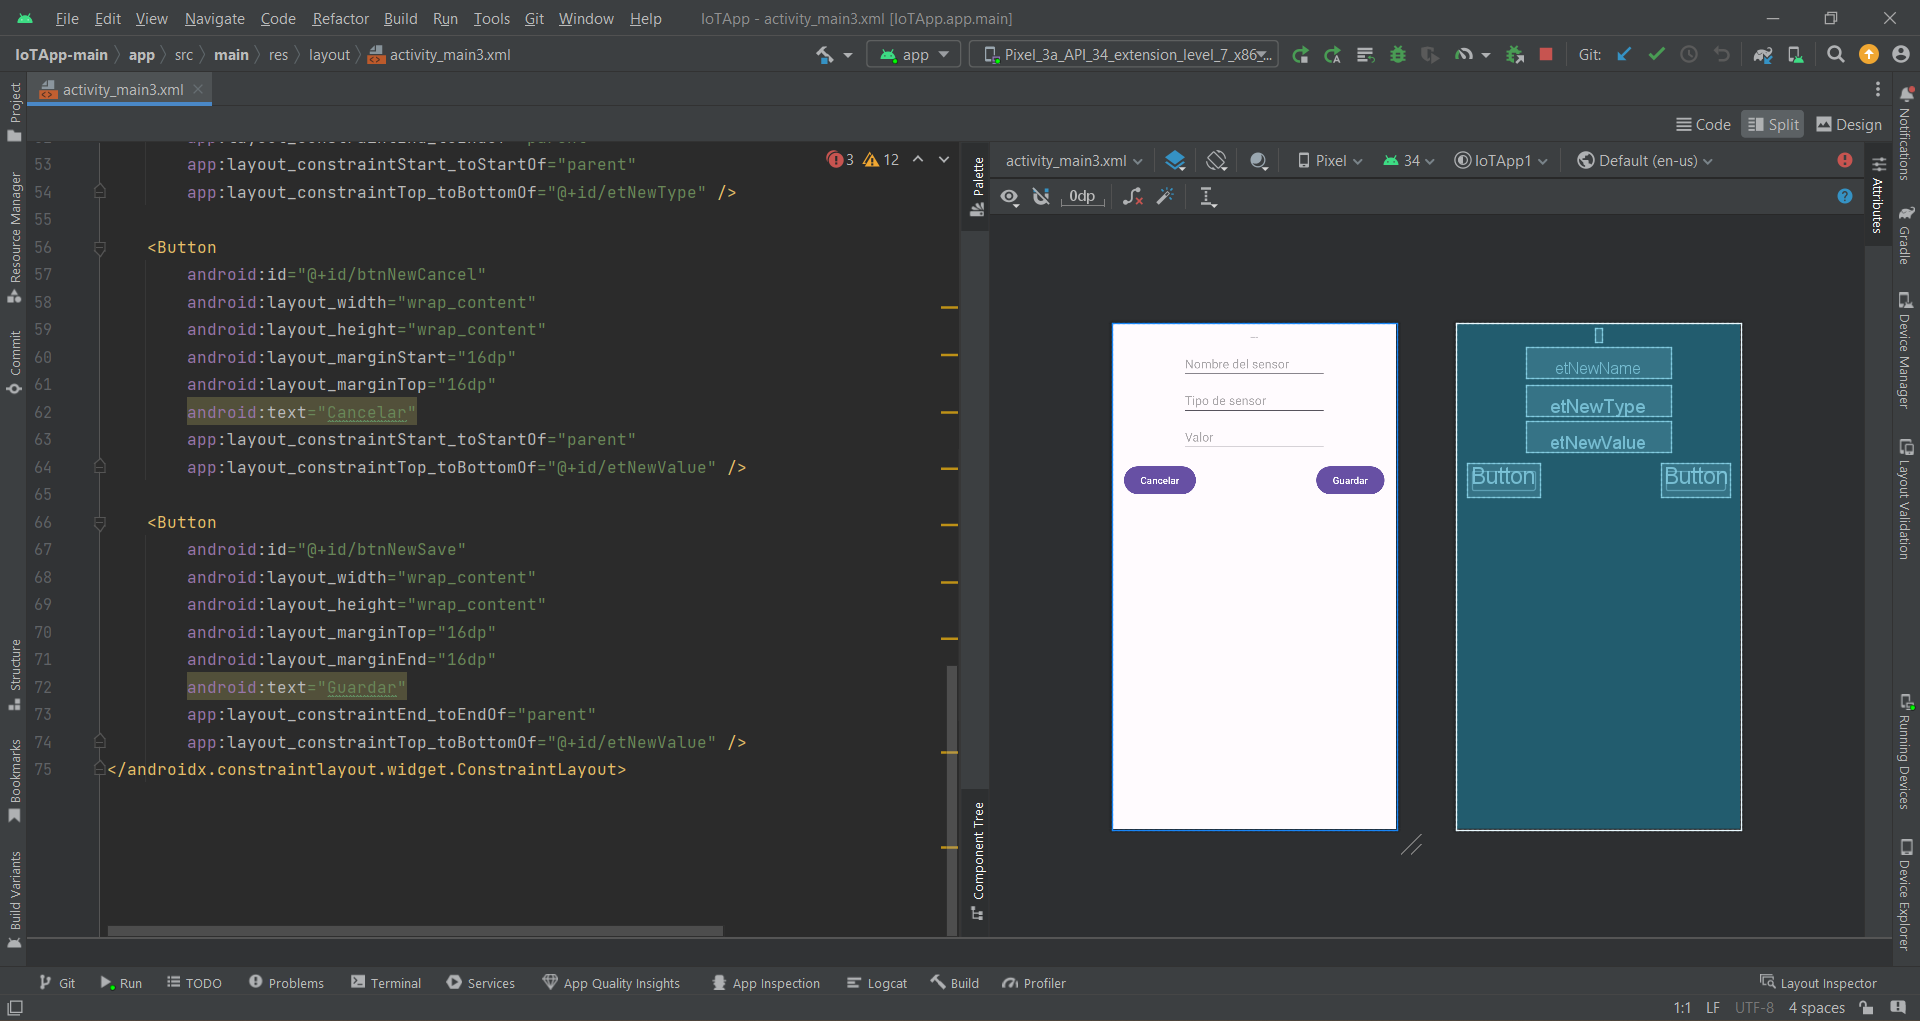 File Edit View Navigate Code Refactor Build Run Tools Git Window Help IoTApp - activity_main3.xml [IoTApp.app.main]
IoTApp-main app src main res layout activity_main3.xml app Pixel_3a_API_34_extension_level_7_x86_... Git:
activity_main3.xml
Code Split Design
53 app:layout_constraintStart_toStartOf="parent"
54 app:layout_constraintTop_toBottomOf="@+id/etNewType" />
55
56 <Button
57 android:id="@+id/btnNewCancel"
58 android:layout_width="wrap_content"
59 android:layout_height="wrap_content"
60 android:layout_marginStart="16dp"
61 android:layout_marginTop="16dp"
62 android:text="Cancelar"
63 app:layout_constraintStart_toStartOf="parent"
64 app:layout_constraintTop_toBottomOf="@+id/etNewValue" />
65
66 <Button
67 android:id="@+id/btnNewSave"
68 android:layout_width="wrap_content"
69 android:layout_height="wrap_content"
70 android:layout_marginTop="16dp"
71 android:layout_marginEnd="16dp"
72 android:text="Guardar"
73 app:layout_constraintEnd_toEndOf="parent"
74 app:layout_constraintTop_toBottomOf="@+id/etNewValue" />
75 </androidx.constraintlayout.widget.ConstraintLayout>
3 12
activity_main3.xml Pixel 34 IoTApp1 Default (en-us)
0dp
Nombre del sensor
Tipo de sensor
Valor
Cancelar Guardar
etNewName
etNewType
etNewValue
Button Button
Project
Resource Manager
Commit
Structure
Bookmarks
Build Variants
Palette
Component Tree
Attributes
Notifications
Gradle
Device Manager
Layout Validation
Running Devices
Device Explorer
Git Run TODO Problems Terminal Services App Quality Insights App Inspection Logcat Build Profiler Layout Inspector
1:1 LF UTF-8 4 spaces